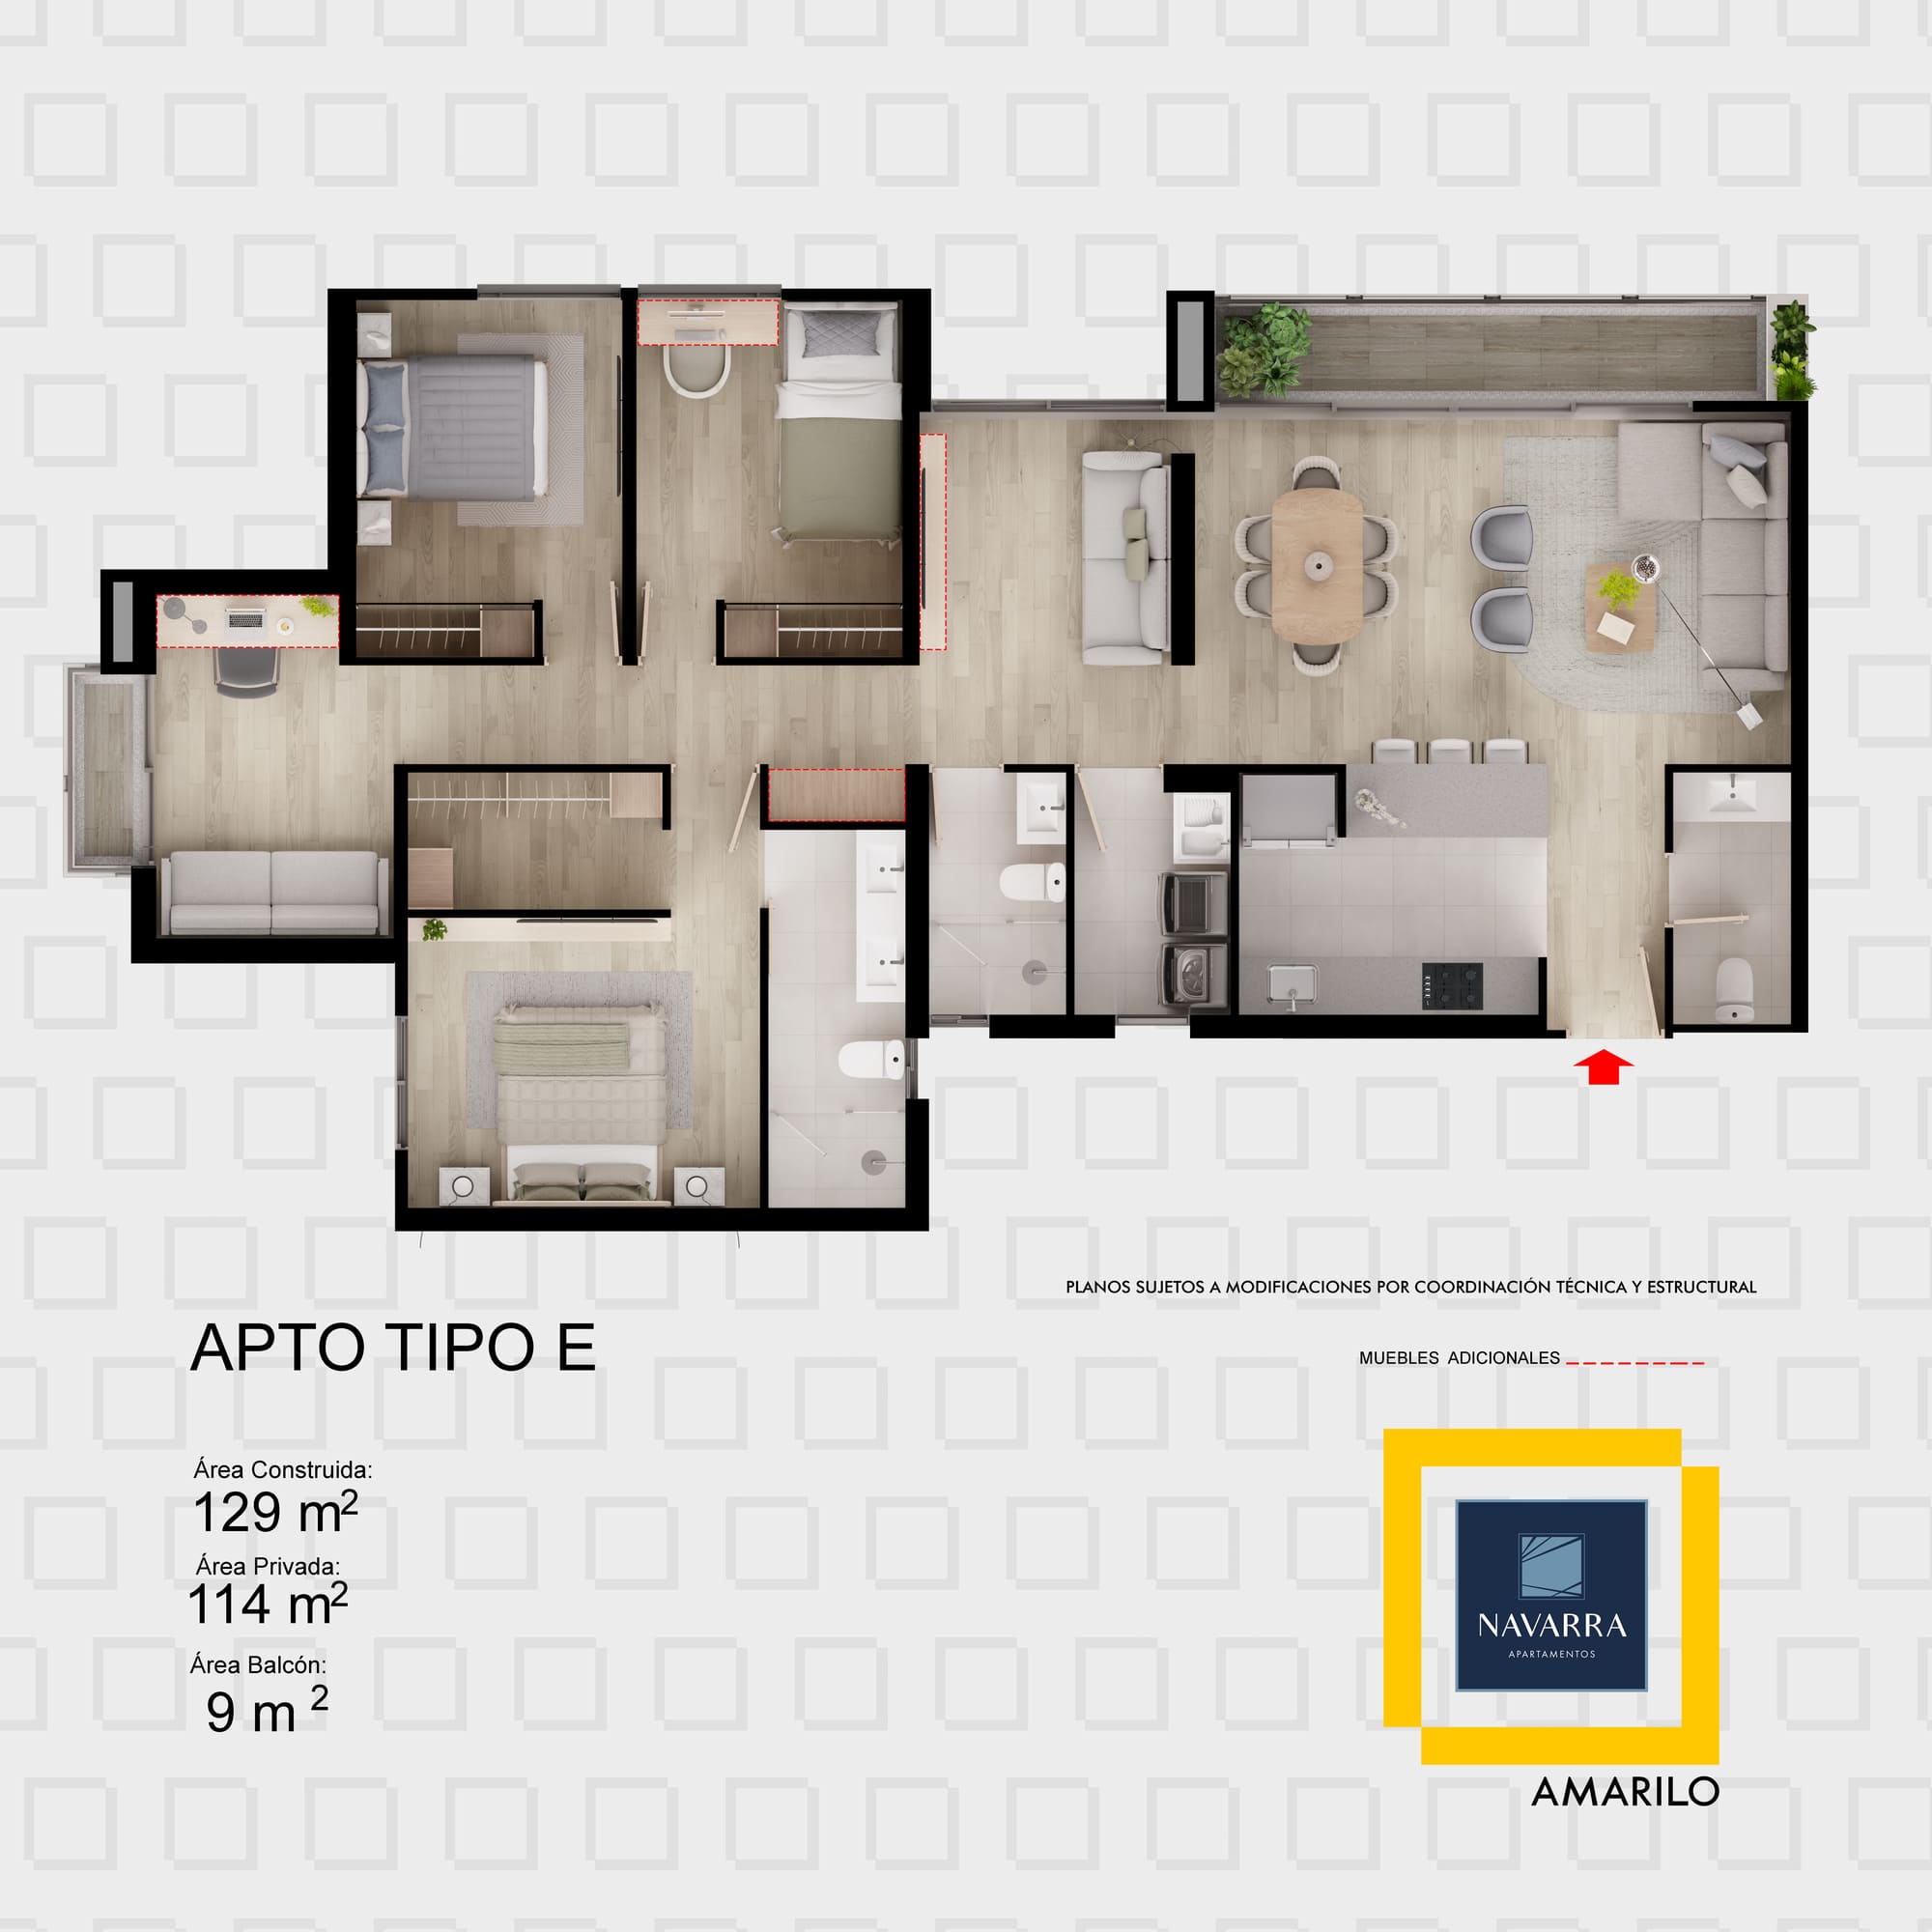 PLANOS SUJETOS A MODIFICACIONES POR COORDINACIÓN TÉCNICA Y ESTRUCTURAL
APTO TIPO E
MUEBLES ADICIONALES
Área Construida:
129 m²
Área Privada:
114 m²
Área Balcón:
9 m ²
NAVARRA
APARTAMENTOS
AMARILO